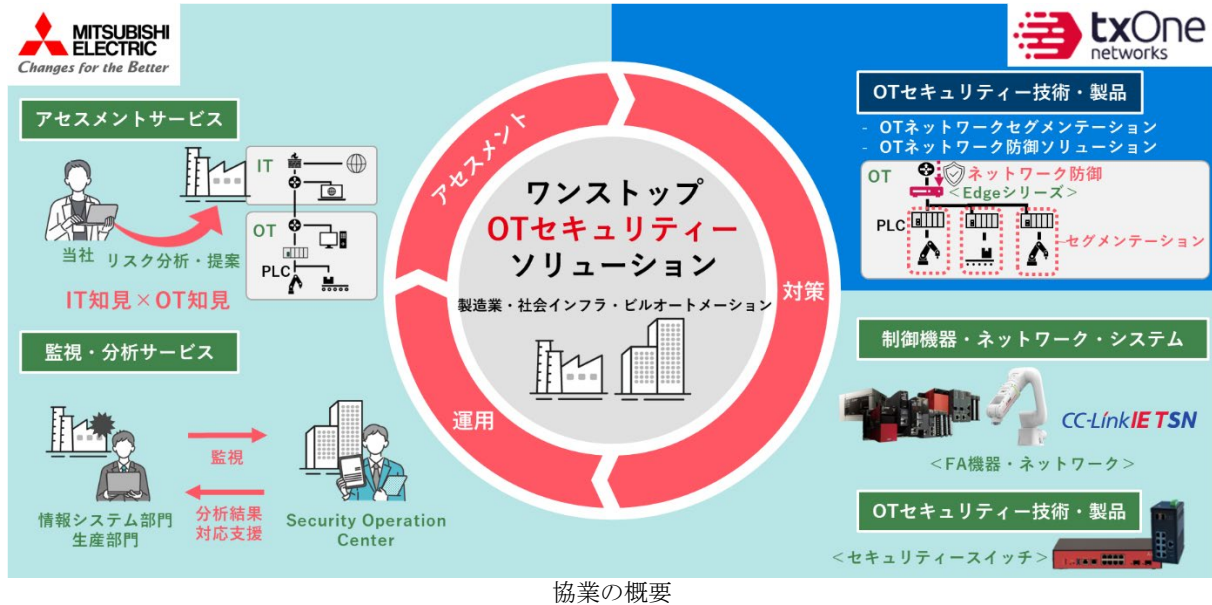 MITSUBISHI
ELECTRIC
Changes for the Better
txOne
networks
アセスメントサービス
IT
OT
PLC
当社
リスク分析・提案
IT知見×OT知見
監視・分析サービス
監視
分析結果
対応支援
情報システム部門
生産部門
Security Operation
Center
アセスメント
対策
運用
ワンストップ
OTセキュリティー
ソリューション
製造業・社会インフラ・ビルオートメーション
OTセキュリティー技術・製品
- OTネットワークセグメンテーション
- OTネットワーク防御ソリューション
OT
ネットワーク防御
＜Edgeシリーズ＞
PLC
セグメンテーション
制御機器・ネットワーク・システム
CC-Link IE TSN
＜FA機器・ネットワーク＞
OTセキュリティー技術・製品
＜セキュリティースイッチ＞
協業の概要